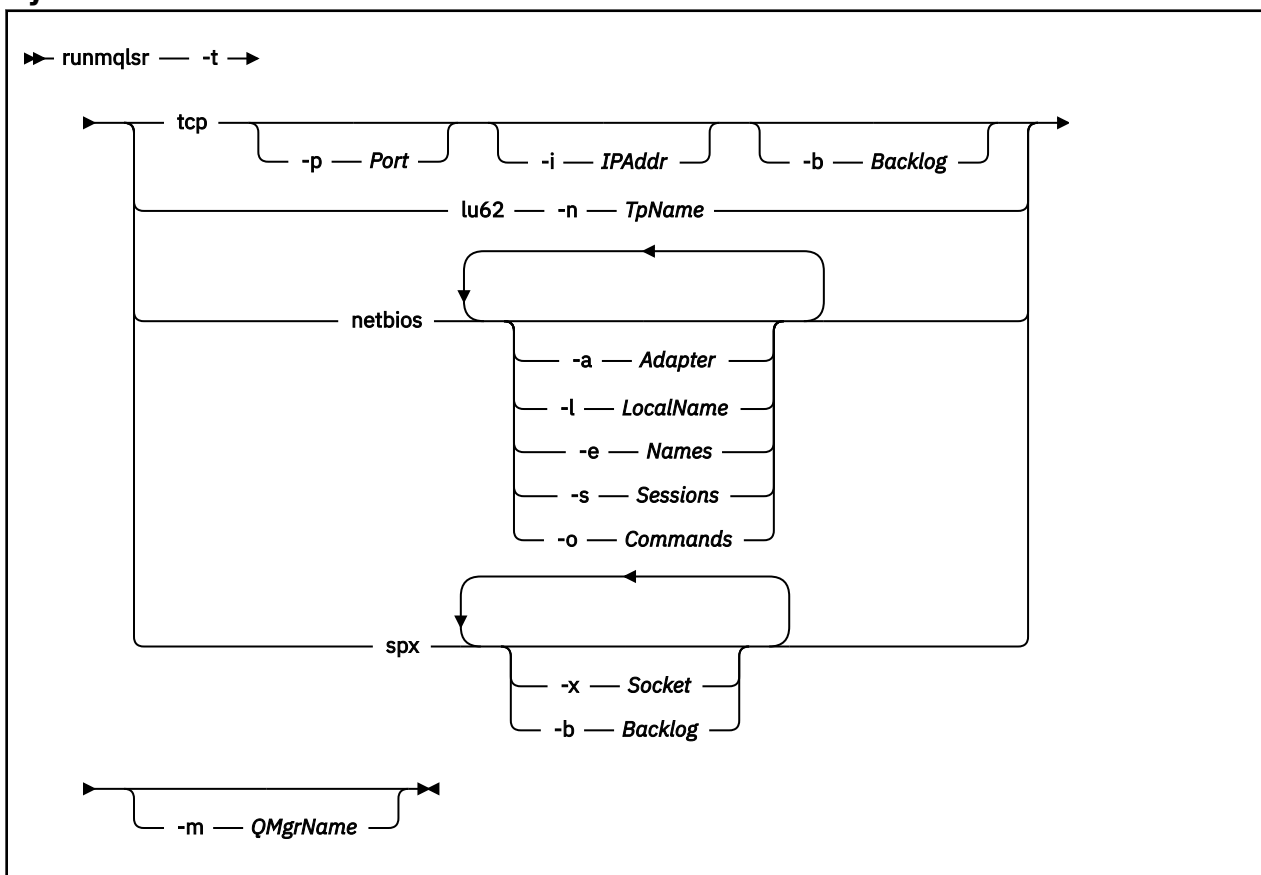 runmqlsr -t
tcp
-p Port -i IPAddr -b Backlog
lu62 -n TpName
netbios
-a Adapter
-l LocalName
-e Names
-s Sessions
-o Commands
spx
-x Socket
-b Backlog
-m QMgrName